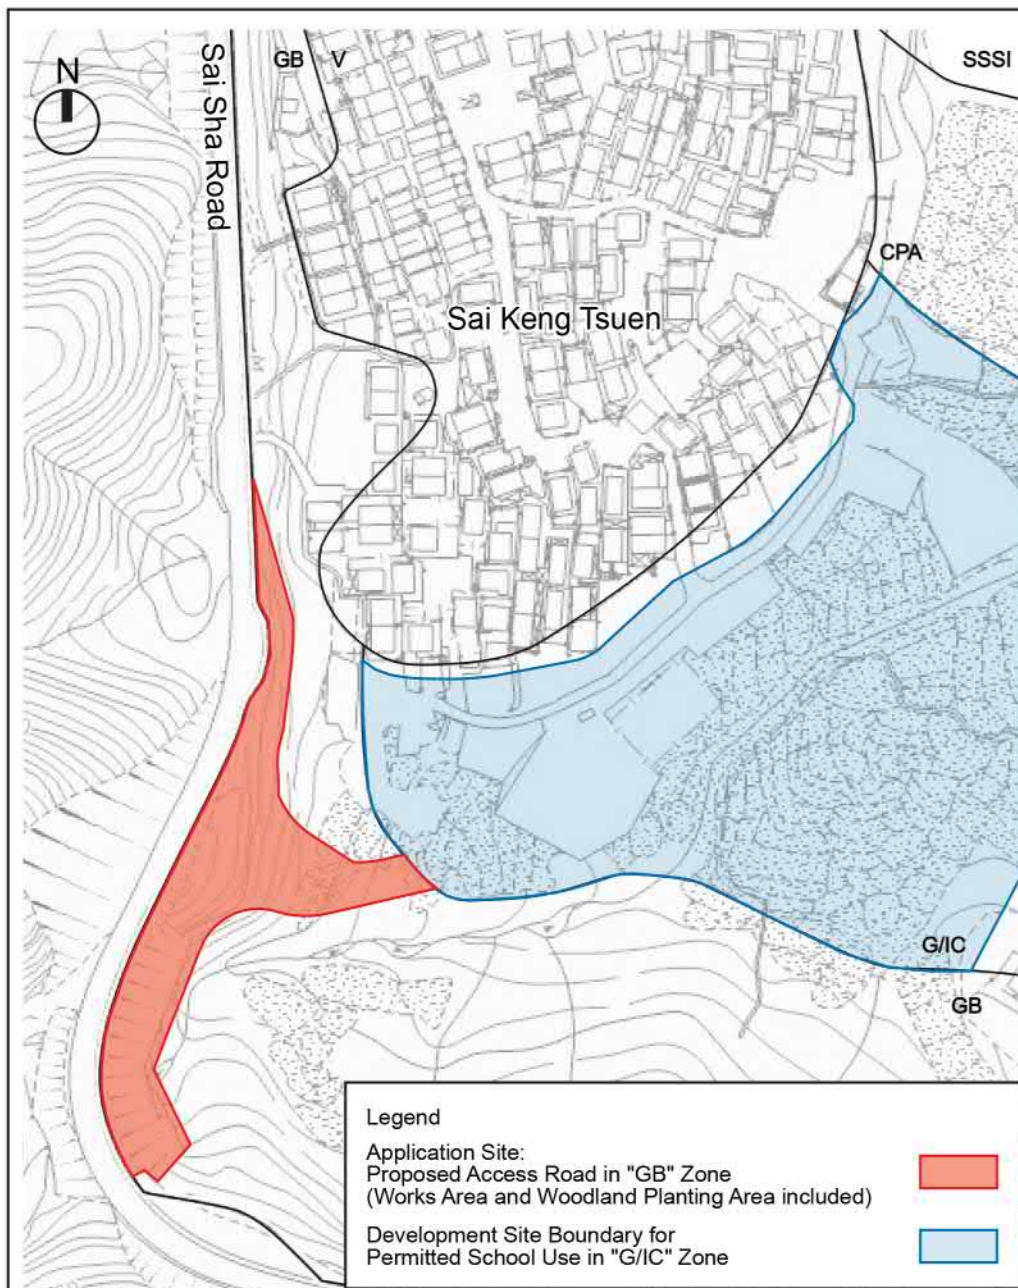 N
Sai Sha Road
GB
V
SSSI
CPA
Sai Keng Tsuen
G/IC
GB
Legend
Application Site:
Proposed Access Road in "GB" Zone
(Works Area and Woodland Planting Area included)
Development Site Boundary for
Permitted School Use in "G/IC" Zone